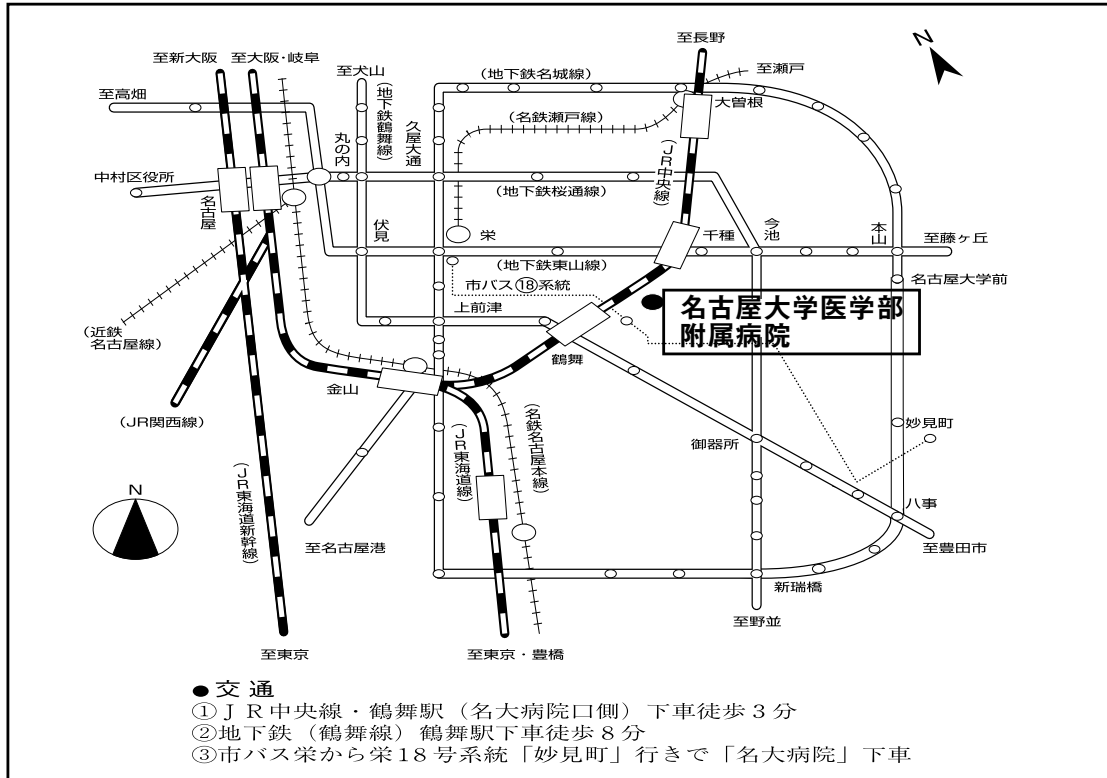 至新大阪
至大阪・岐阜
至長野
N
至高畑
至犬山
(地下鉄鶴舞線)
(地下鉄名城線)
至瀬戸
大曽根
(名鉄瀬戸線)
久屋大通
丸の内
(JR中央線)
中村区役所
名古屋
(地下鉄桜通線)
伏見
栄
千種
今池
本山
至藤ヶ丘
(地下鉄東山線)
名古屋大学前
市バス⑱系統
名古屋大学医学部
附属病院
上前津
(近鉄
名古屋線)
鶴舞
金山
(JR関西線)
妙見町
(名鉄名古屋本線)
(JR東海道線)
御器所
(JR東海道新幹線)
N
八事
至名古屋港
至豊田市
新瑞橋
至野並
至東京
至東京・豊橋
●交通
①JR中央線・鶴舞駅(名大病院口側)下車徒歩3分
②地下鉄(鶴舞線)鶴舞駅下車徒歩8分
③市バス栄から栄18号系統「妙見町」行きで「名大病院」下車